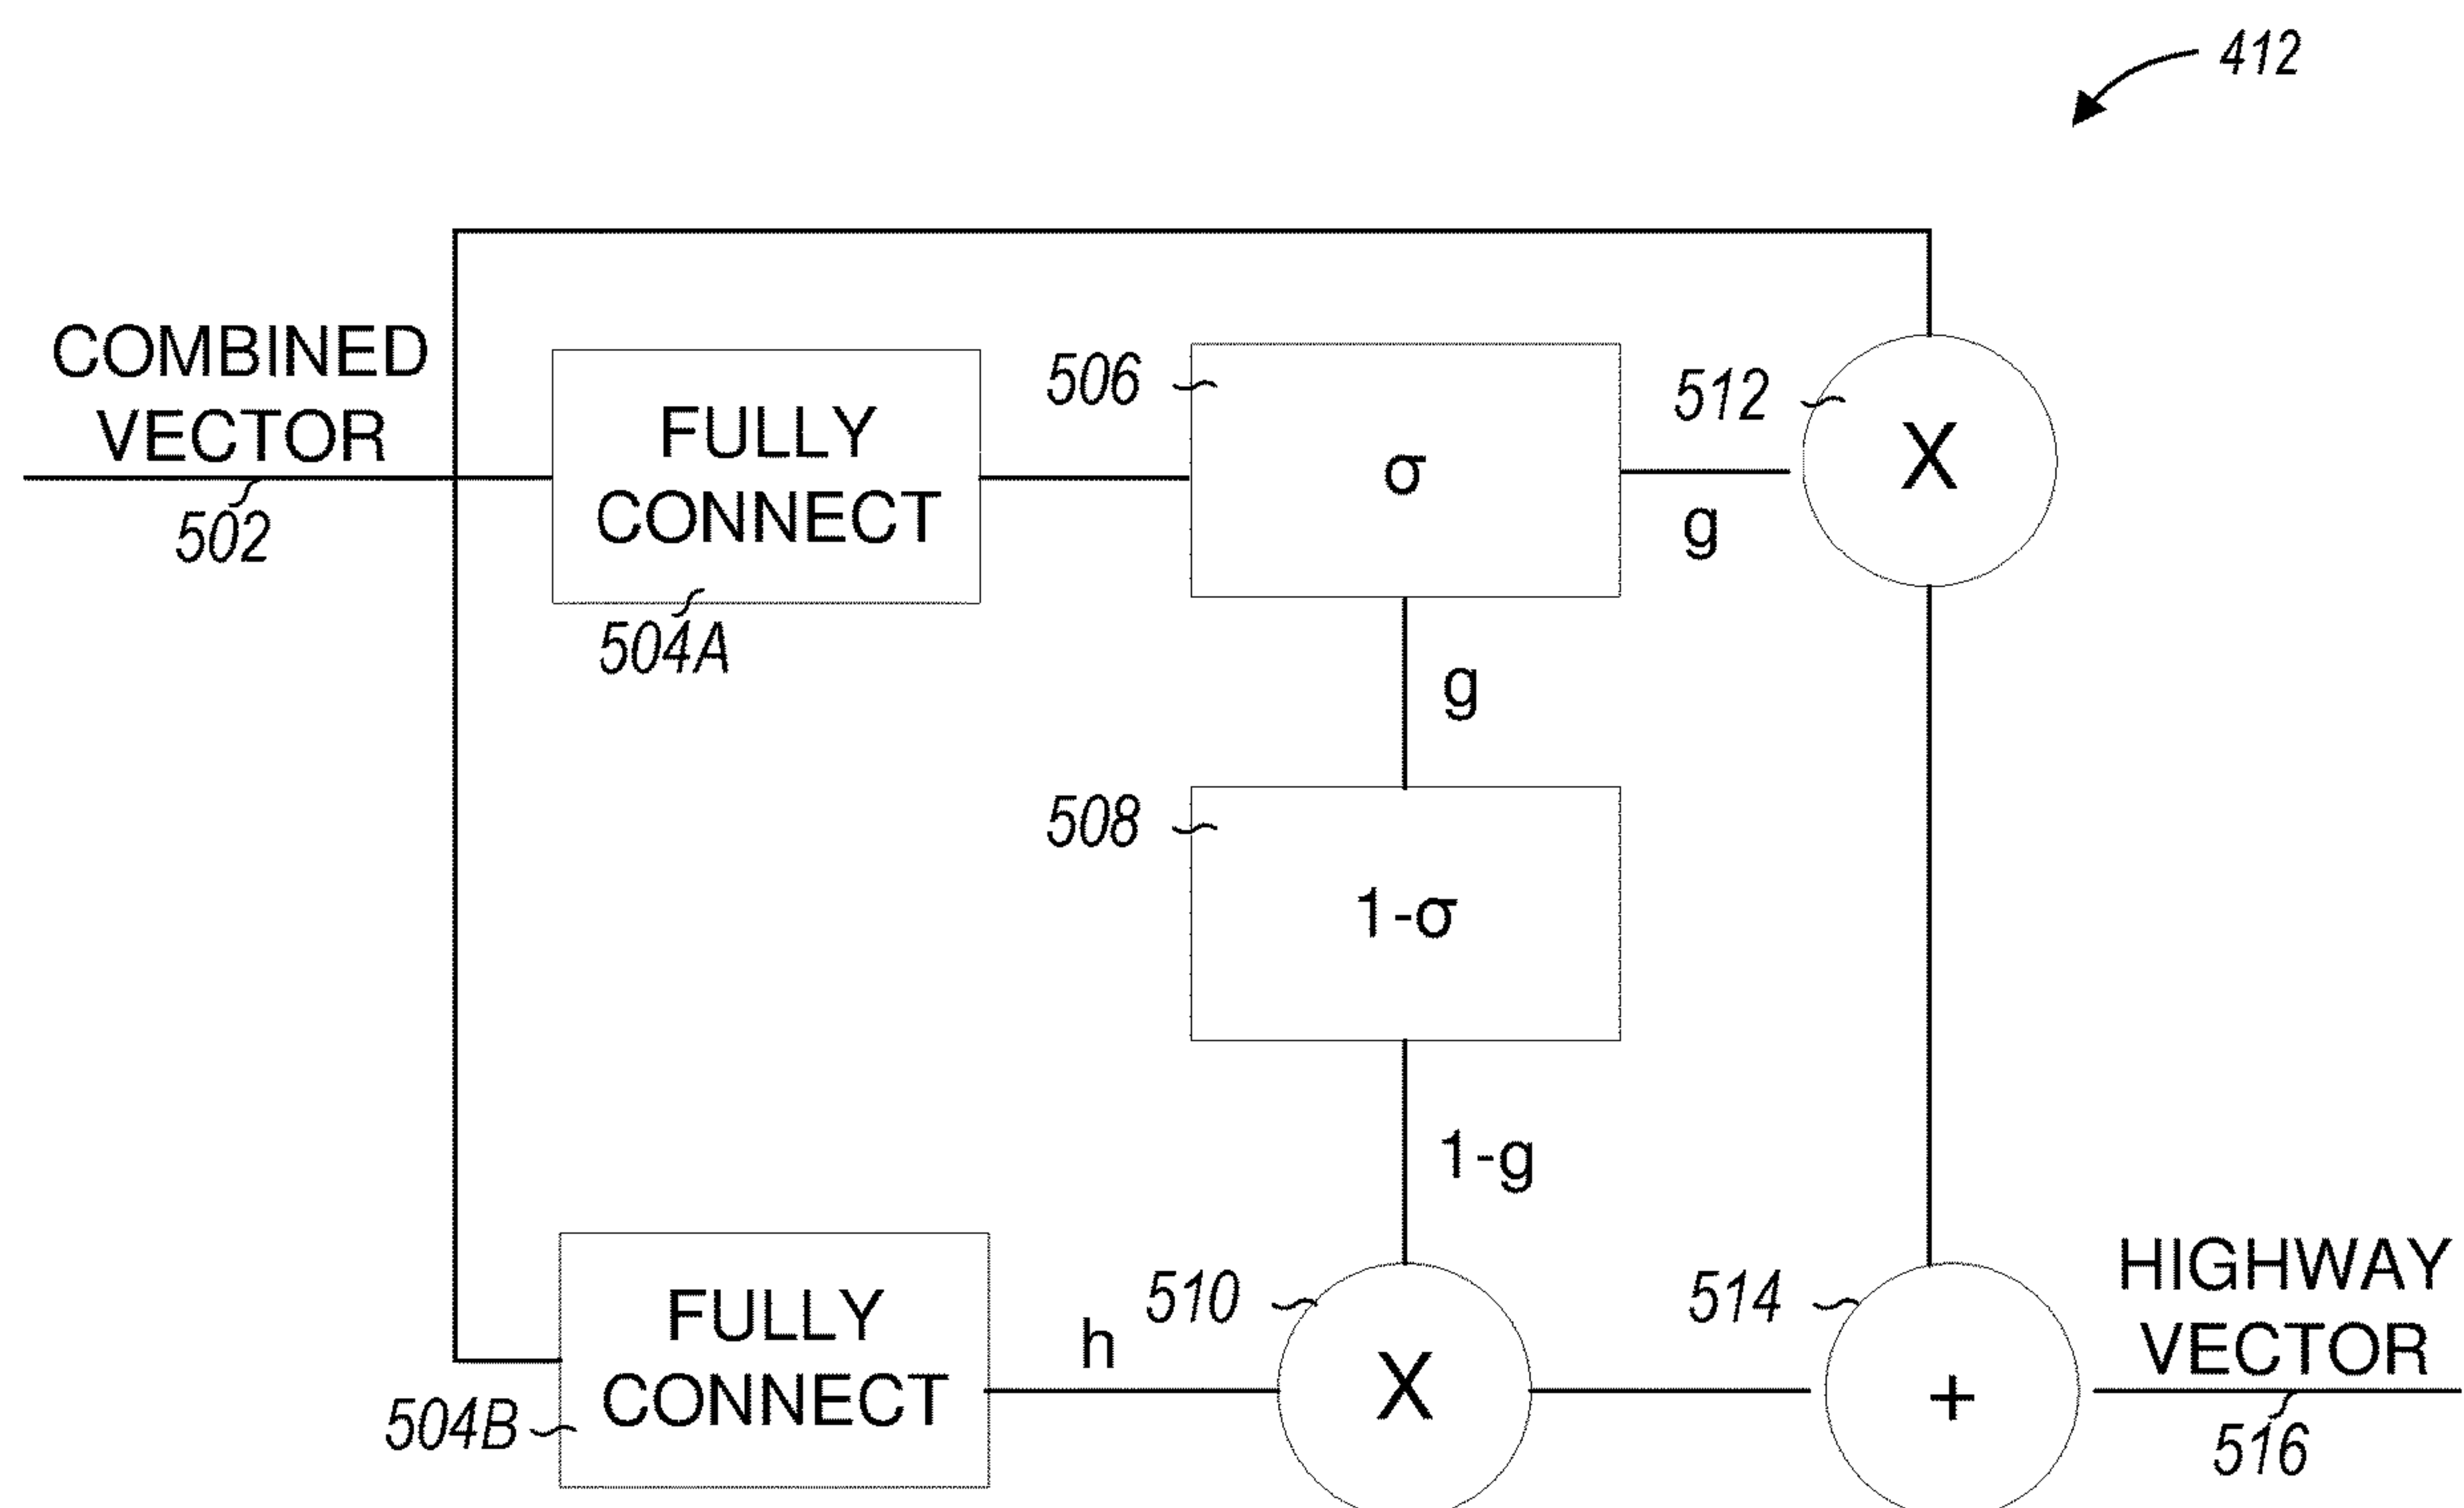 412
COMBINED
VECTOR
502
FULLY
CONNECT
504A
506
σ
g
512
X
g
508
1-σ
1-g
FULLY
CONNECT
504B
h
510
X
514
+
HIGHWAY
VECTOR
516